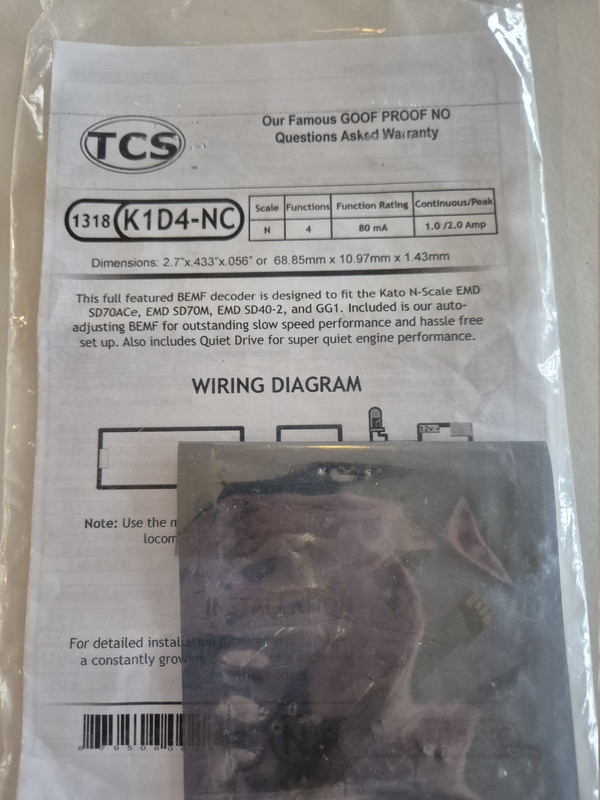 Our Famous GOOF PROOF NO
Questions Asked Warranty
TCS
1318 K1D4-NC
Scale Functions Function Rating Continuous/Peak
N 4 80 mA 1.0 /2.0 Amp
Dimensions: 2.7"x.433"x.056" or 68.85mm x 10.97mm x 1.43mm
This full featured BEMF decoder is designed to fit the Kato N-Scale EMD
SD70ACe, EMD SD70M, EMD SD40-2, and GG1. Included is our auto-
adjusting BEMF for outstanding slow speed performance and hassle free
set up. Also includes Quiet Drive for super quiet engine performance.
WIRING DIAGRAM
12v+
Note: Use the
locom
INSTALLATION
For detailed
a constantly